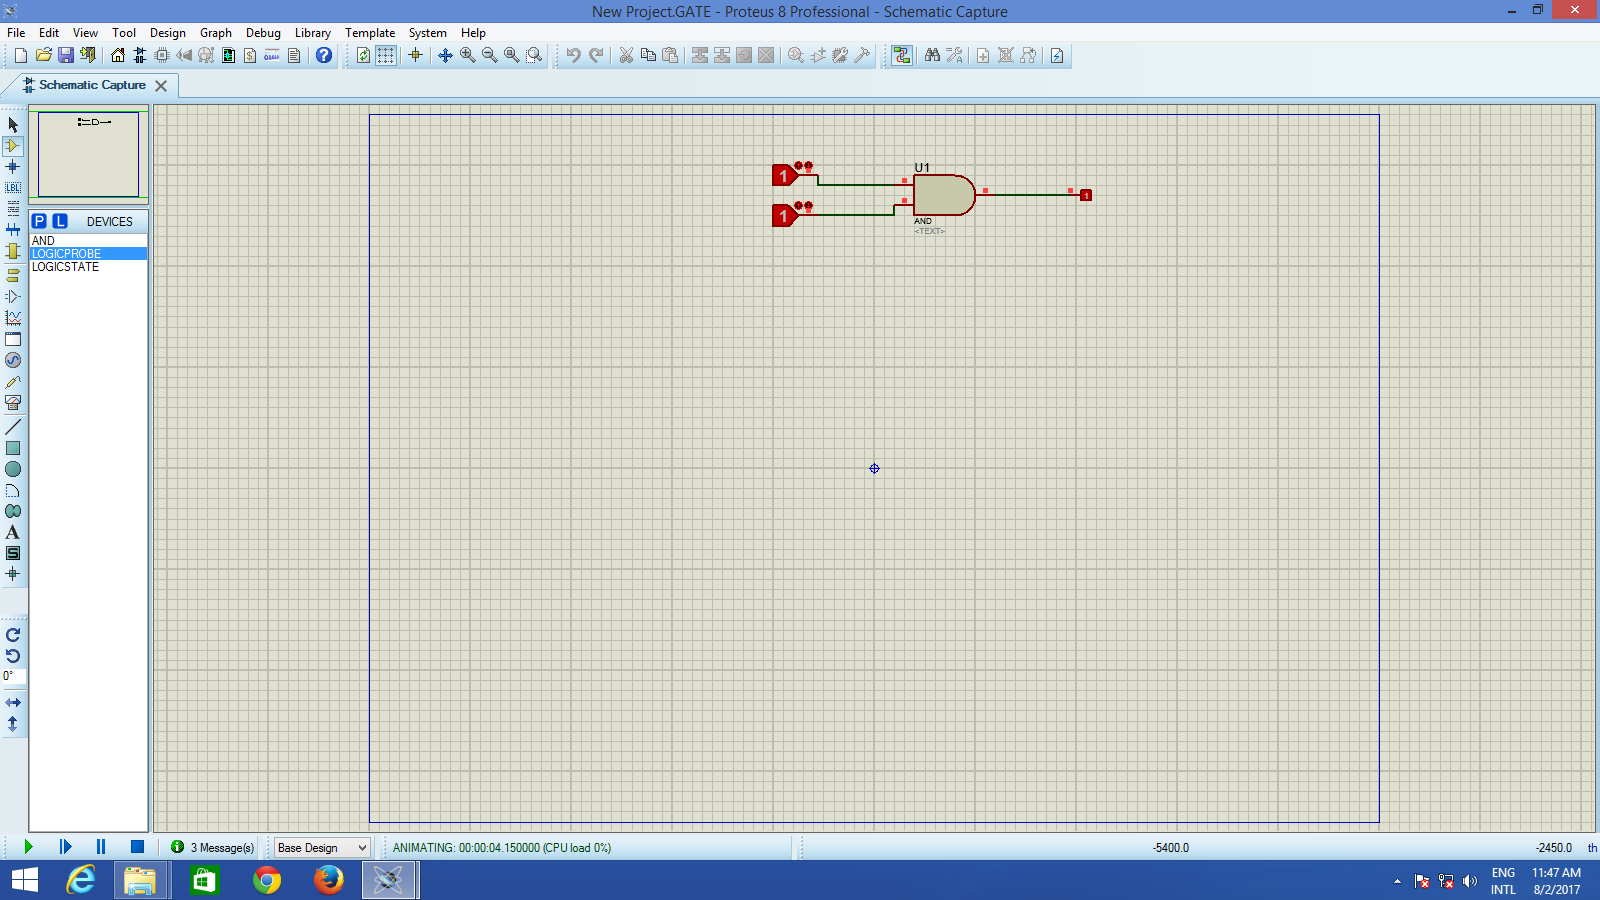 New Project.GATE - Proteus 8 Professional - Schematic Capture
File Edit View Tool Design Graph Debug Library Template System Help
Schematic Capture
P L DEVICES
AND
LOGICPROBE
LOGICSTATE
LBL
A
S
0°
1
1
U1
AND
<TEXT>
1
3 Message(s)
Base Design
ANIMATING: 00:00:04.150000 (CPU load 0%)
-5400.0
-2450.0
th
ENG
INTL
11:47 AM
8/2/2017